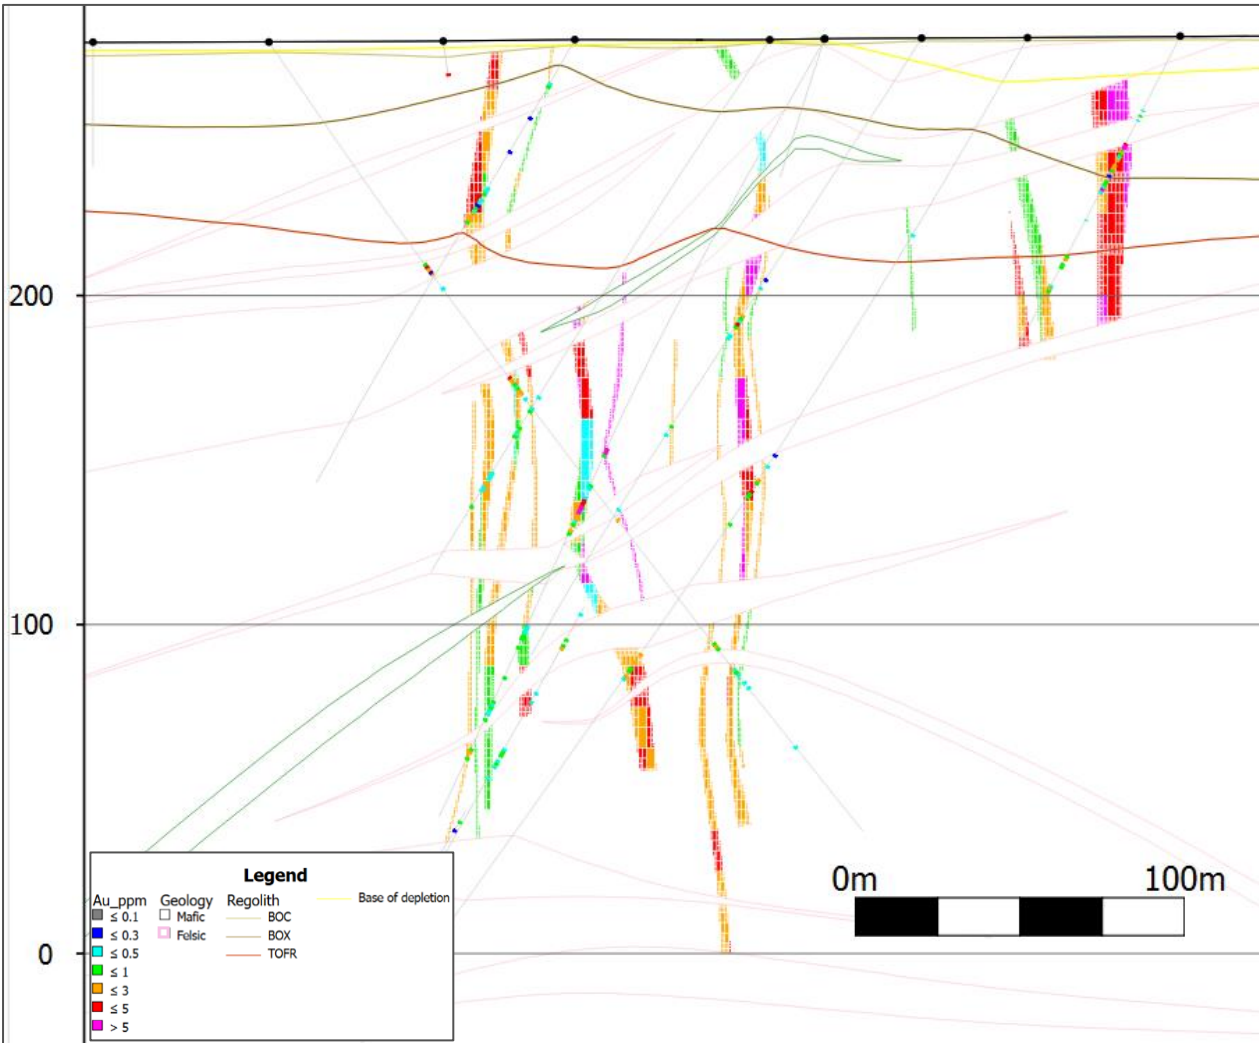 200
100
0
0m 100m
Legend
Au_ppm Geology Regolith Base of depletion
≤ 0.1 Mafic BOC
≤ 0.3 Felsic BOX
≤ 0.5 TOFR
≤ 1
≤ 3
≤ 5
> 5